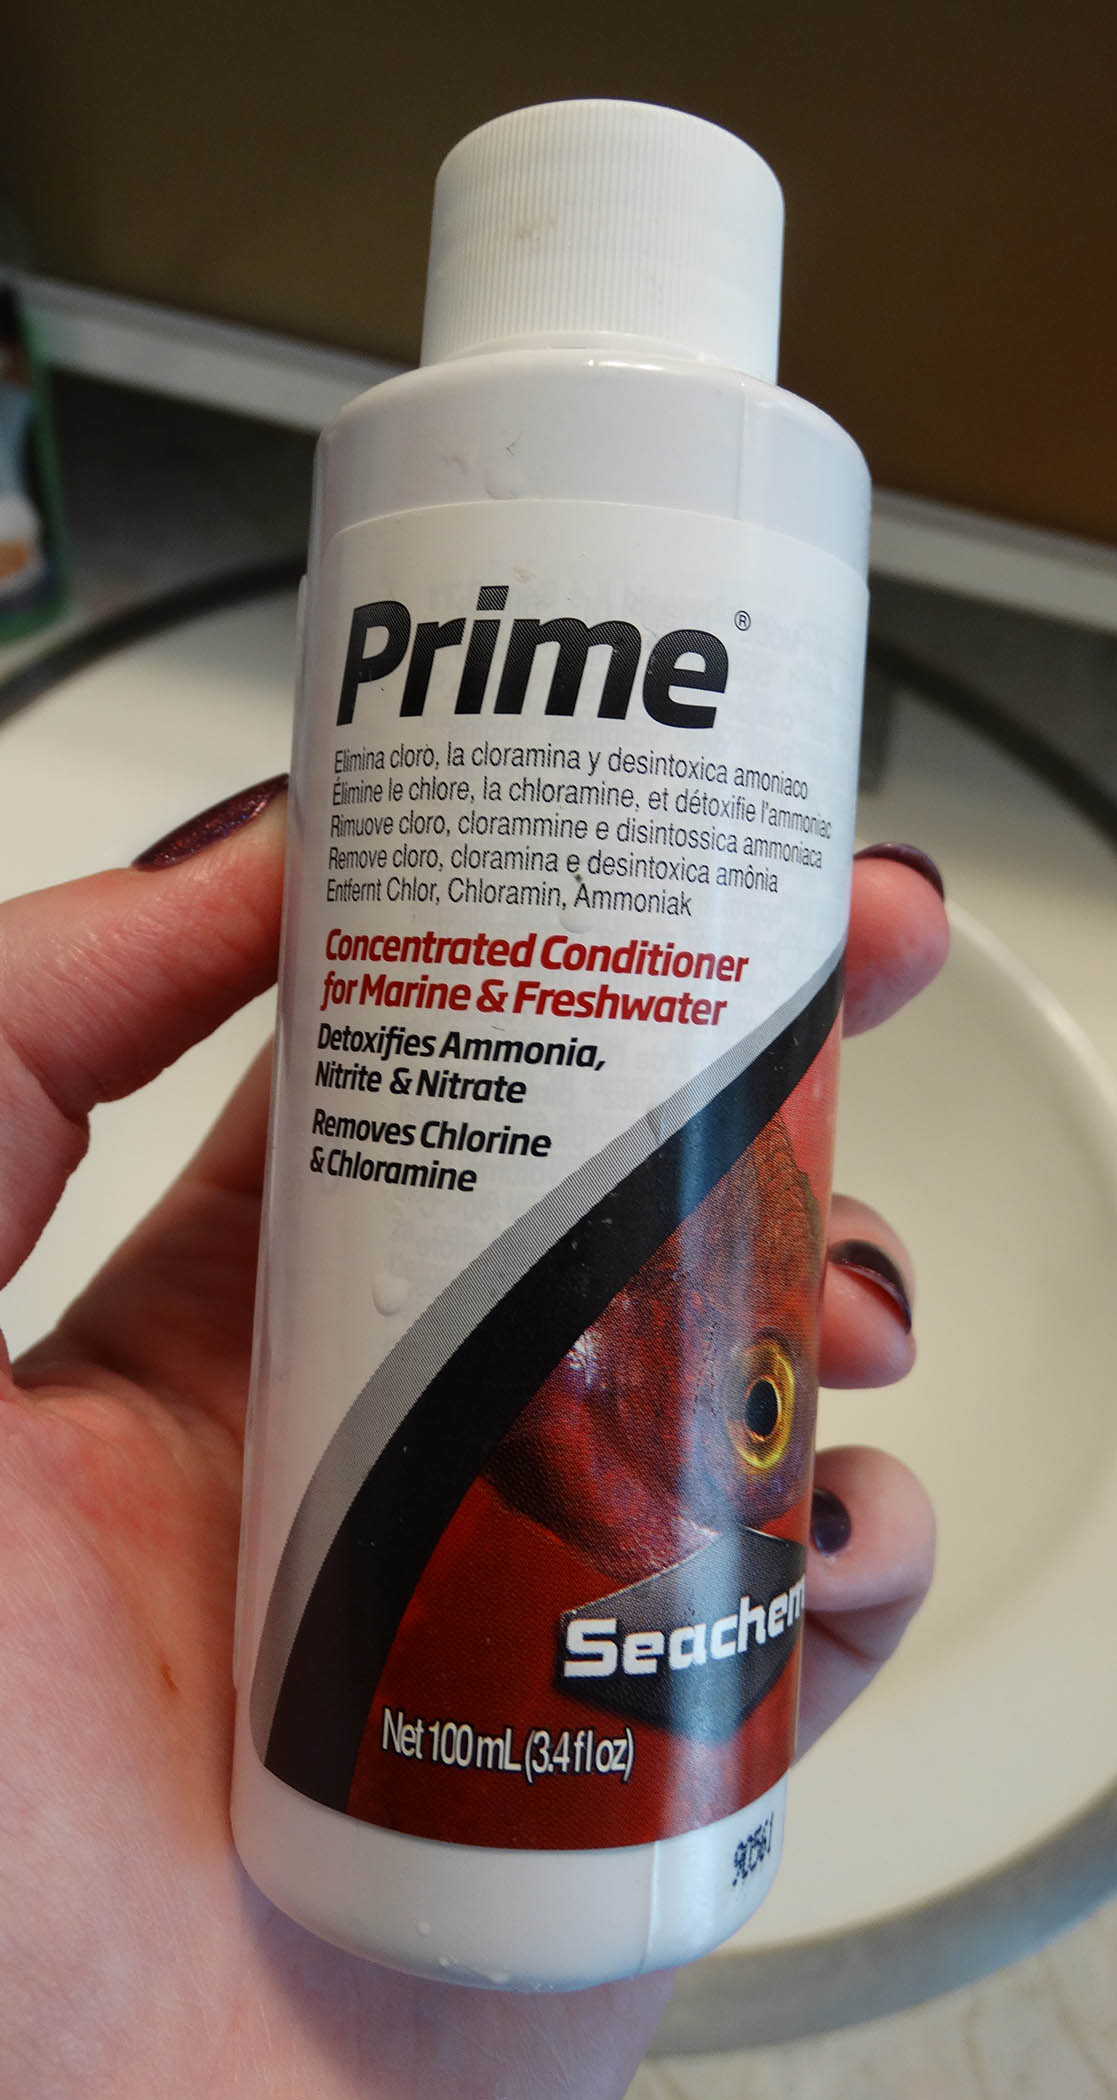 Prime®
Elimina cloro, la cloramina y desintoxica amoniaco
Élimine le chlore, la chloramine, et détoxifie l'ammoniac
Rimuove cloro, clorammine e disintossica ammoniaca
Remove cloro, cloramina e desintoxica amônia
Entfernt Chlor, Chloramin, Ammoniak
Concentrated Conditioner
for Marine & Freshwater
Detoxifies Ammonia,
Nitrite & Nitrate
Removes Chlorine
& Chloramine
Seachem
Net 100 mL (3.4 fl oz)